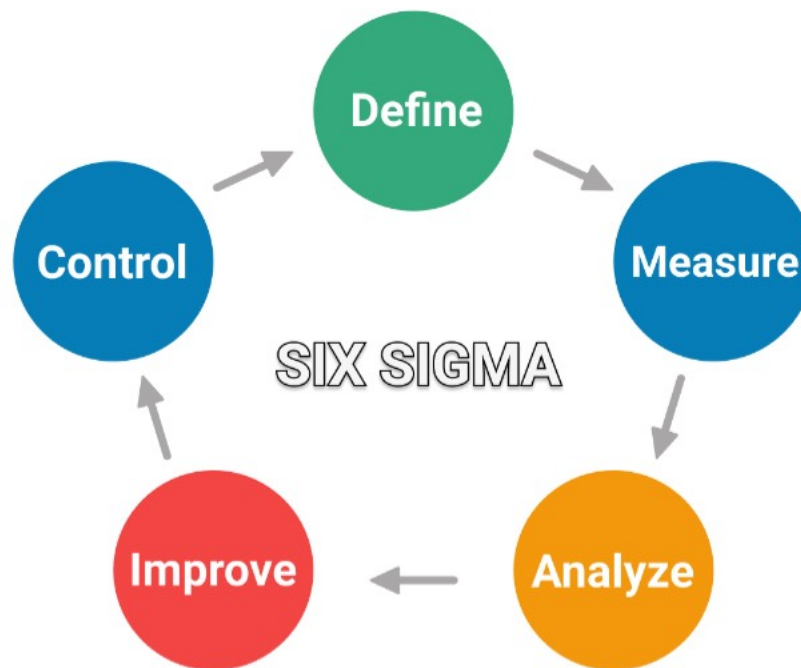 Define
Control
Measure
SIX SIGMA
Improve
Analyze